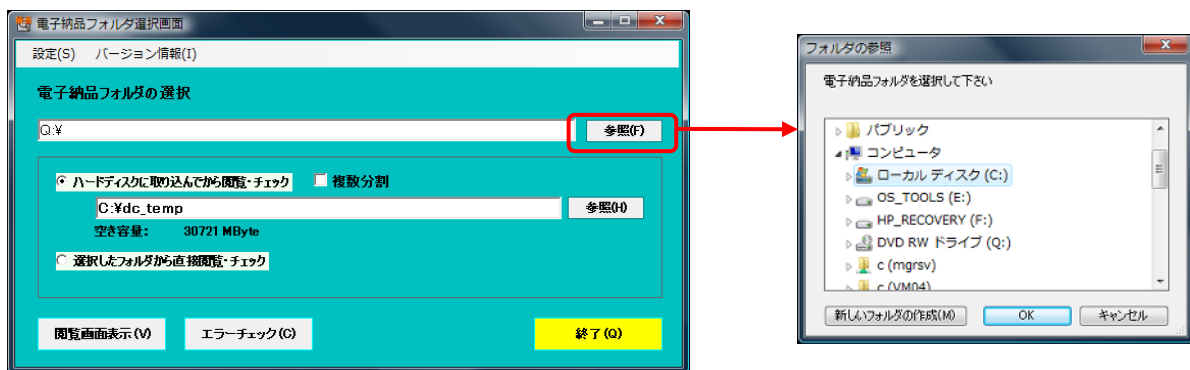 電子納品フォルダ選択画面
設定(S) バージョン情報(I)
電子納品フォルダの選択
Q:¥
参照(F)
ハードディスクに取り込んでから閲覧・チェック
複数分割
C:¥dc_temp
参照(H)
空き容量: 30721 MByte
選択したフォルダから直接閲覧・チェック
閲覧画面表示(V)
エラーチェック(C)
終了(Q)
フォルダの参照
電子納品フォルダを選択して下さい
パブリック
コンピュータ
ローカル ディスク (C:)
OS_TOOLS (E:)
HP_RECOVERY (F:)
DVD RW ドライブ (Q:)
c (mgrsv)
c (VM04)
新しいフォルダの作成(M)
OK
キャンセル